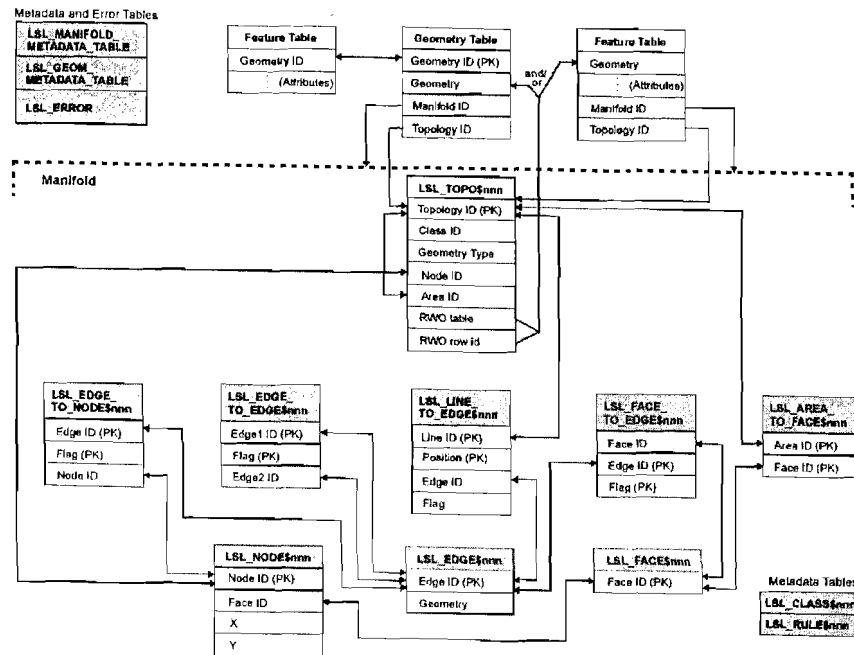 Metadata and Error Tables
LSL_MANIFOLD_
METADATA_TABLE
LSL_GEOM_
METADATA_TABLE
LSL_ERROR
Feature Table
Geometry ID
(Attributes)
Geometry Table
Geometry ID (PK)
Geometry
Manifold ID
Topology ID
and/
or
Feature Table
Geometry
(Attributes)
Manifold ID
Topology ID
Manifold
LSL_TOPO$nnn
Topology ID (PK)
Class ID
Geometry Type
Node ID
Area ID
RWO table
RWO row id
LSL_EDGE_
TO_NODE$nnn
Edge ID (PK)
Flag (PK)
Node ID
LSL_EDGE_
TO_EDGE$nnn
Edge1 ID (PK)
Flag (PK)
Edge2 ID
LSL_LINE_
TO_EDGE$nnn
Line ID (PK)
Position (PK)
Edge ID
Flag
LSL_FACE_
TO_EDGE$nnn
Face ID
Edge ID (PK)
Flag (PK)
LSL_AREA_
TO_FACE$nnn
Area ID (PK)
Face ID (PK)
LSL_NODE$nnn
Node ID (PK)
Face ID
X
Y
LSL_EDGE$nnn
Edge ID (PK)
Geometry
LSL_FACE$nnn
Face ID (PK)
Metadata Tables
LSL_CLASS$nnn
LSL_RULE$nnn